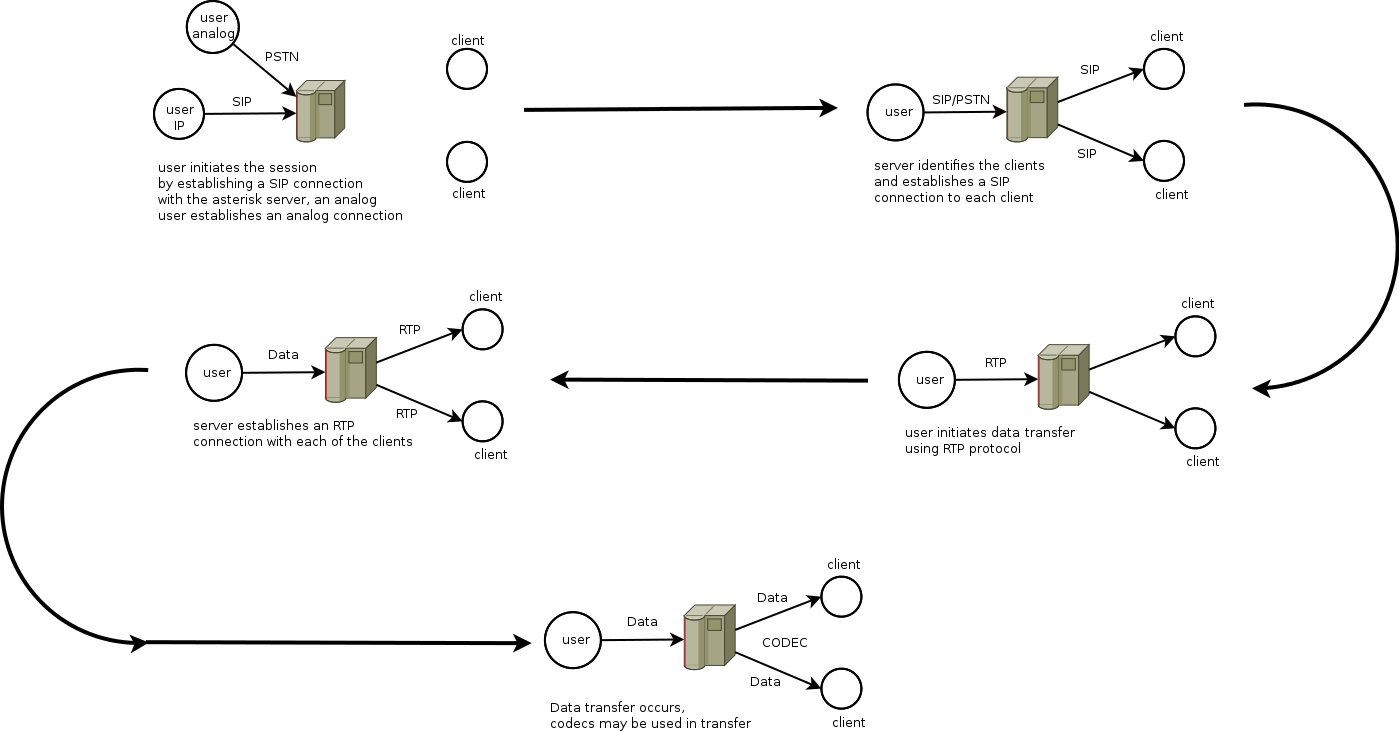 user
analog
PSTN
user
IP
SIP
client
client
user initiates the session
by establishing a SIP connection
with the asterisk server, an analog
user establishes an analog connection
user
SIP/PSTN
SIP
SIP
client
client
server identifies the clients
and establishes a SIP
connection to each client
user
RTP
client
client
user initiates data transfer
using RTP protocol
user
Data
RTP
RTP
client
client
server establishes an RTP
connection with each of the clients
user
Data
Data
CODEC
Data
client
client
Data transfer occurs,
codecs may be used in transfer